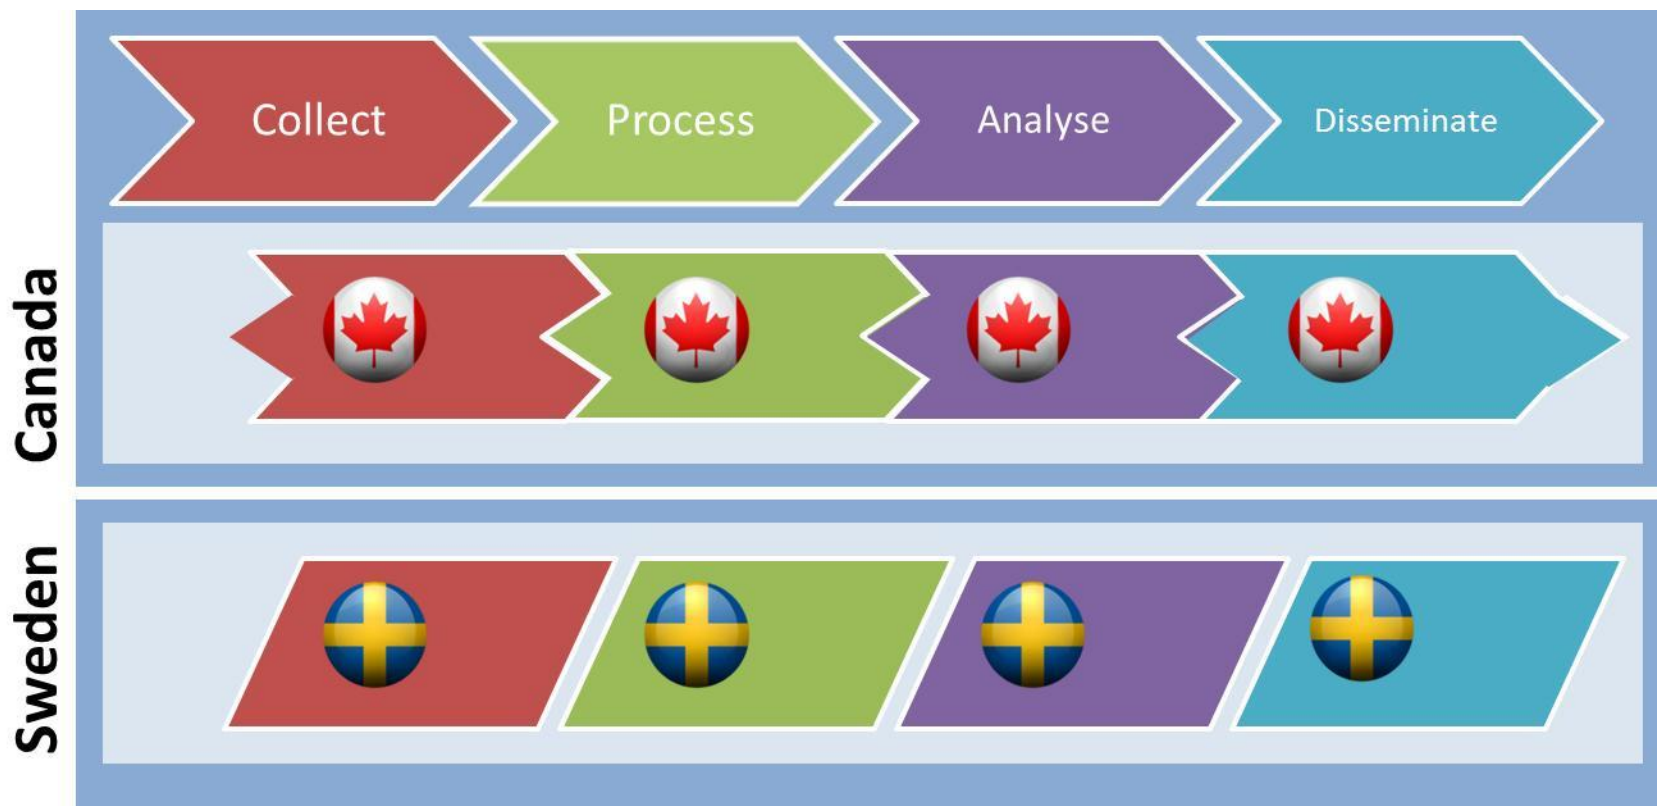 Collect
Process
Analyse
Disseminate
Canada
Sweden